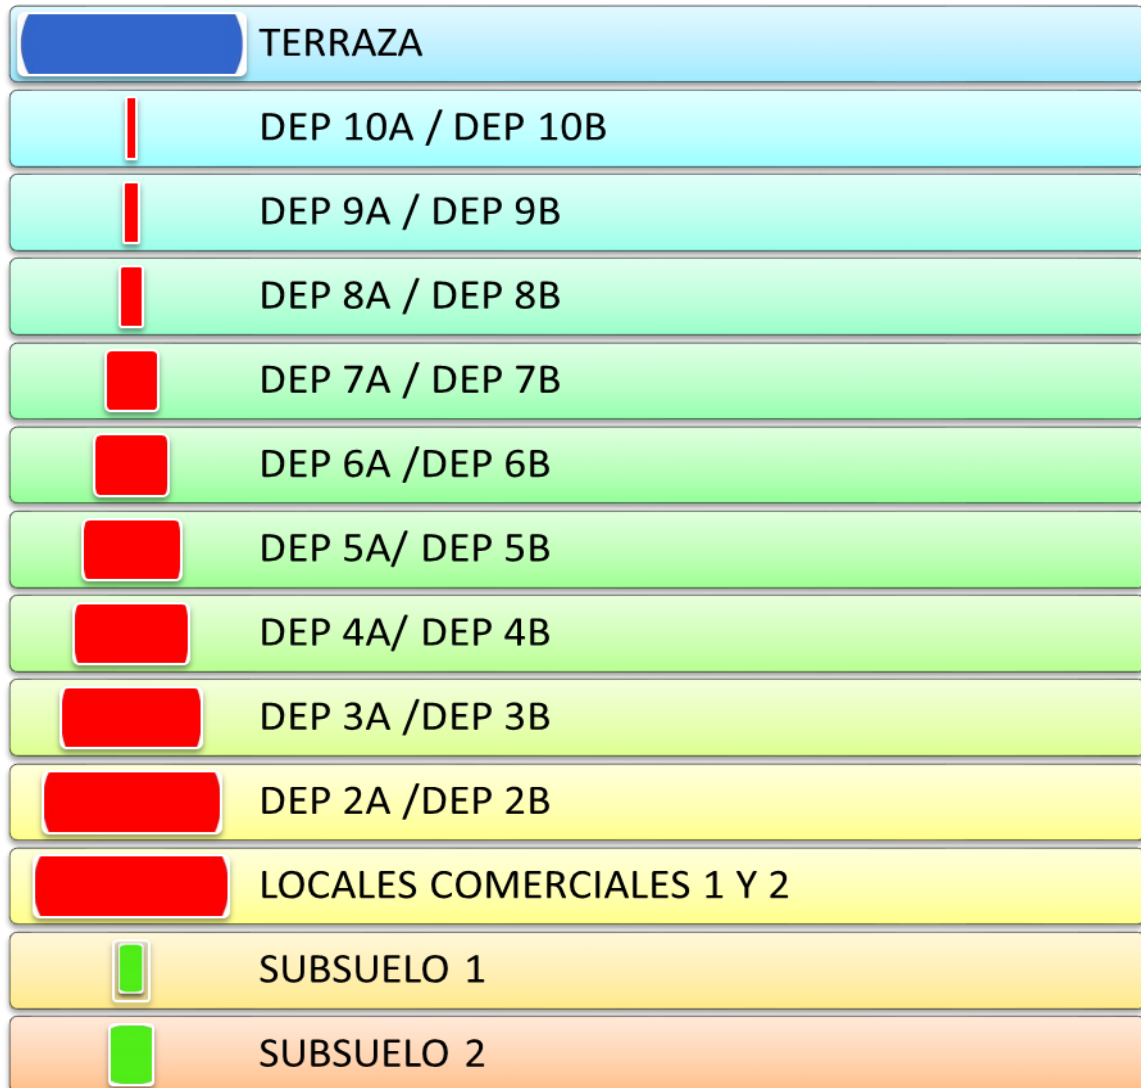 TERRAZA
DEP 10A / DEP 10B
DEP 9A / DEP 9B
DEP 8A / DEP 8B
DEP 7A / DEP 7B
DEP 6A /DEP 6B
DEP 5A/ DEP 5B
DEP 4A/ DEP 4B
DEP 3A /DEP 3B
DEP 2A /DEP 2B
LOCALES COMERCIALES 1 Y 2
SUBSUELO 1
SUBSUELO 2